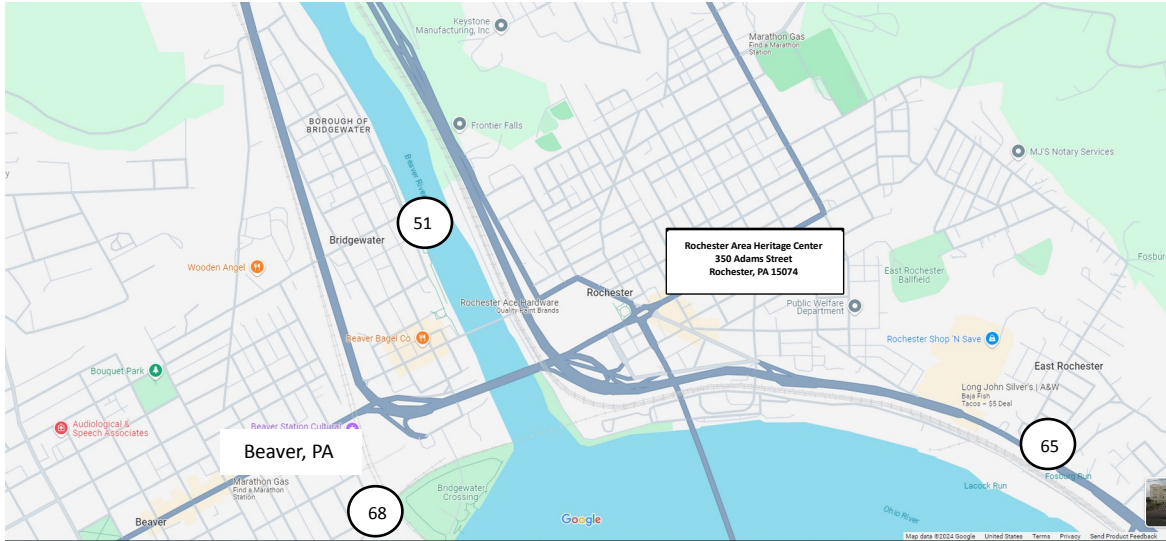 Keystone
Manufacturing, Inc
Marathon Gas
Find a Marathon
Station
BOROUGH OF
BRIDGEWATER
Frontier Falls
MJ'S Notary Services
Beaver River
51
Bridgewater
Rochester Area Heritage Center
350 Adams Street
Rochester, PA 15074
Wooden Angel
East Rochester
Ballfield
Fosbur
Rochester
Rochester Ace Hardware
Quality Paint Brands
Public Welfare
Department
Beaver Bagel Co
Rochester Shop 'N Save
Bouquet Park
East Rochester
Long John Silver's | A&W
Baja Fish
Tacos – $5 Deal
Audiological &
Speech Associates
Beaver Station Cultural
Beaver, PA
65
Marathon Gas
Find a Marathon
Station
Bridgewater
Crossing
Fosburg Run
Lacock Run
68
Beaver
Google
Ohio River
Map data ©2024 Google United States Terms Privacy Send Product Feedback